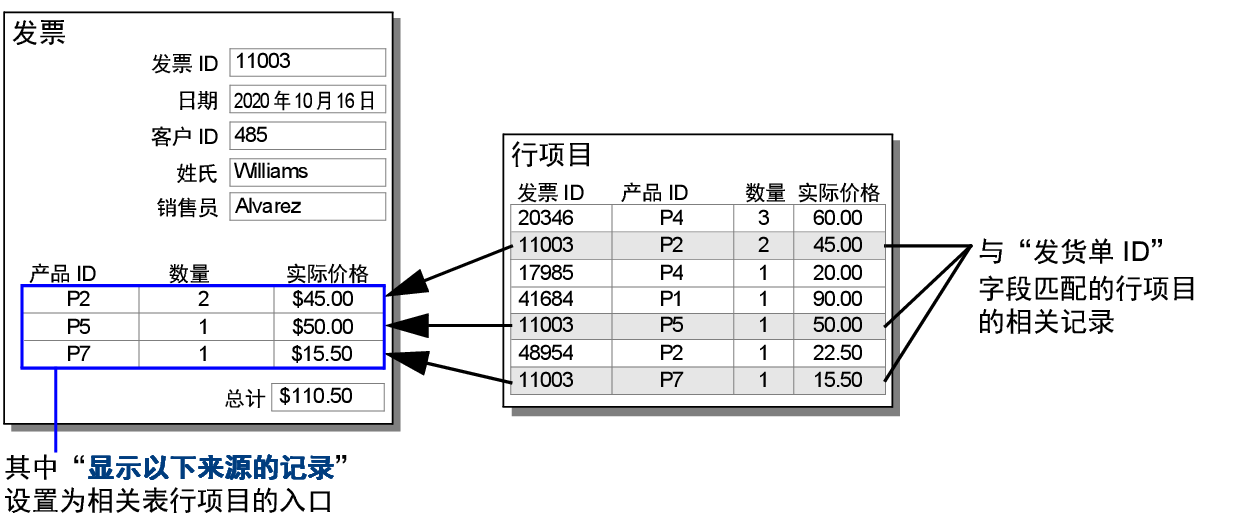 发票
发票 ID 11003
日期 2020 年 10 月 16 日
客户 ID 485
姓氏 Williams
销售员 Alvarez
产品 ID 数量 实际价格
P2 2 $45.00
P5 1 $50.00
P7 1 $15.50
总计 $110.50
其中“显示以下来源的记录”
设置为相关表行项目的入口
行项目
发票 ID 产品 ID 数量 实际价格
20346 P4 3 60.00
11003 P2 2 45.00
17985 P4 1 20.00
41684 P1 1 90.00
11003 P5 1 50.00
48954 P2 1 22.50
11003 P7 1 15.50
与“发货单 ID”
字段匹配的行项目
的相关记录